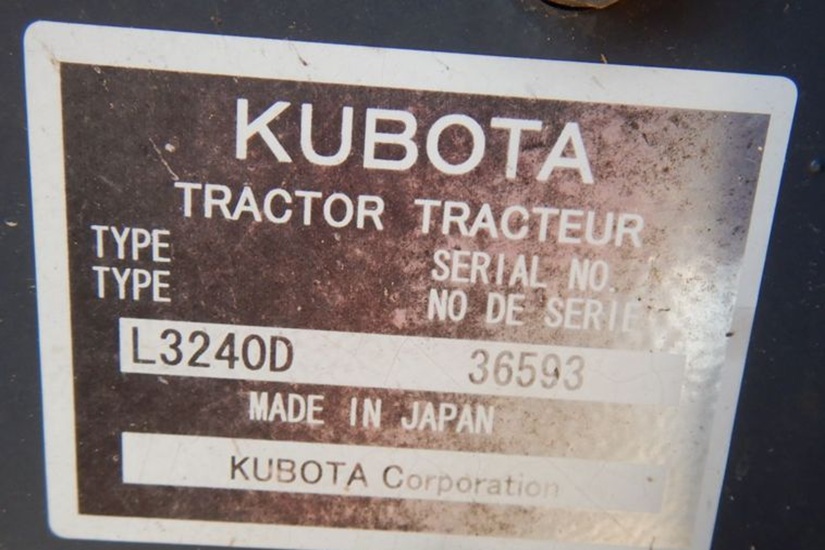 KUBOTA
TRACTOR TRACTEUR
TYPE SERIAL NO.
TYPE NO DE SERIE
L3240D 36593
MADE IN JAPAN
KUBOTA Corporation